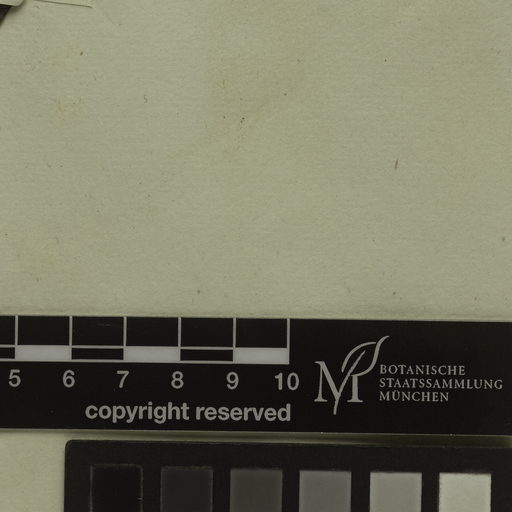 5 6 7 8 9 10
copyright reserved
M
BOTANISCHE
STAATSSAMMLUNG
MÜNCHEN